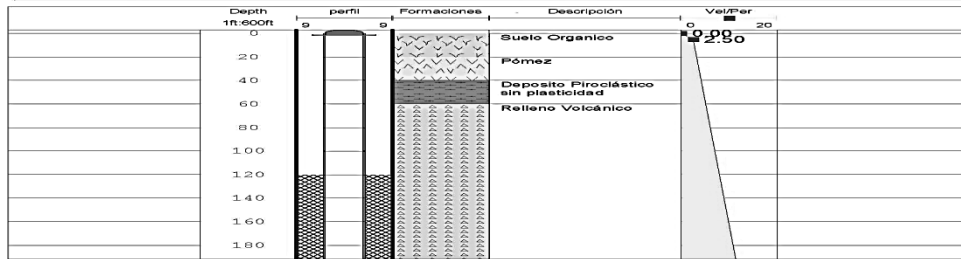 Depth perfil Formaciones Descripción Vel/Per
1ft:600ft 9 9 0 20
0 Suelo Organico 0.00
2.50
20 Pómez
40 Deposito Piroclástico
sin plasticidad
60 Relleno Volcánico
80
100
120
140
160
180